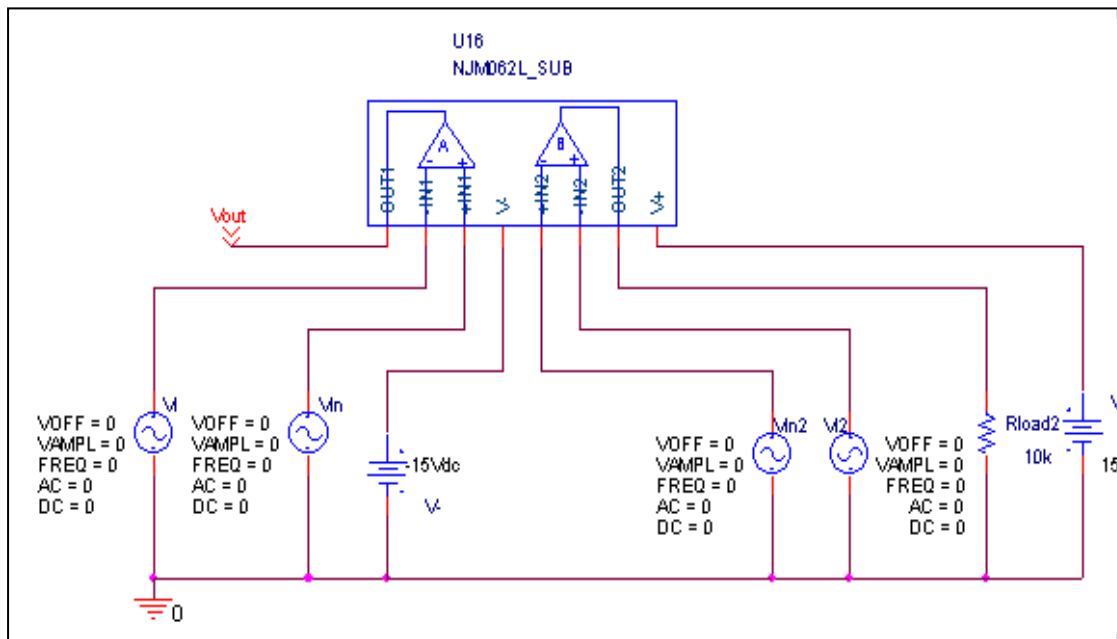 U16
NJM062L_SUB
A
B
- +
- +
OUT1
-IN1
+IN1
V-
+IN2
-IN2
OUT2
V+
Vout
VI
VOFF = 0
VAMPL = 0
FREQ = 0
AC = 0
DC = 0
Vin
VOFF = 0
VAMPL = 0
FREQ = 0
AC = 0
DC = 0
-15Vdc
V-
Vin2
VOFF = 0
VAMPL = 0
FREQ = 0
AC = 0
DC = 0
VI2
VOFF = 0
VAMPL = 0
FREQ = 0
AC = 0
DC = 0
Rload2
10k
V
15
0